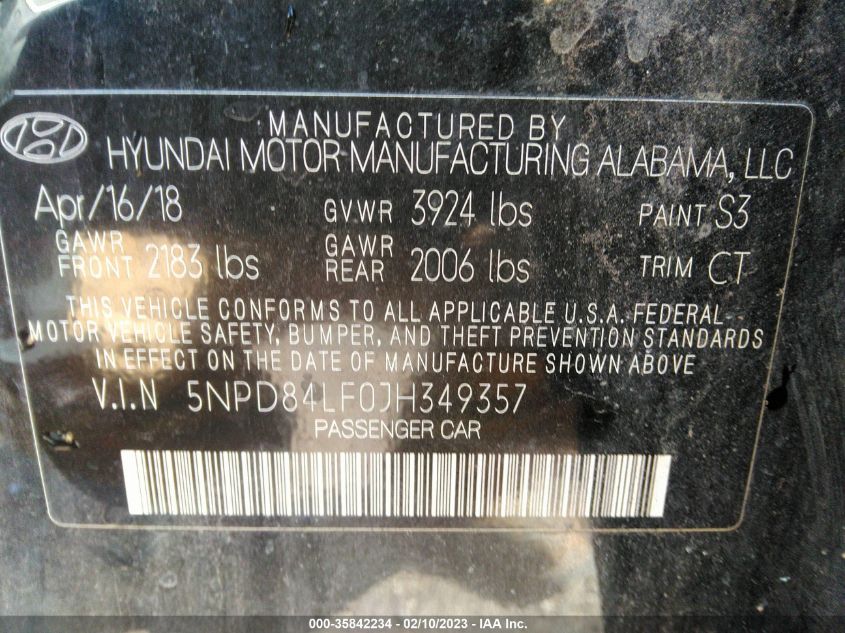 MANUFACTURED BY
HYUNDAI MOTOR MANUFACTURING ALABAMA, LLC
Apr/16/18 GVWR 3924 lbs PAINT S3
GAWR FRONT 2183 lbs GAWR REAR 2006 lbs TRIM CT
THIS VEHICLE CONFORMS TO ALL APPLICABLE U.S.A. FEDERAL
MOTOR VEHICLE SAFETY, BUMPER, AND THEFT PREVENTION STANDARDS
IN EFFECT ON THE DATE OF MANUFACTURE SHOWN ABOVE
V.I.N 5NPD84LF0JH349357
PASSENGER CAR
000-35842234 - 02/10/2023 - IAA Inc.